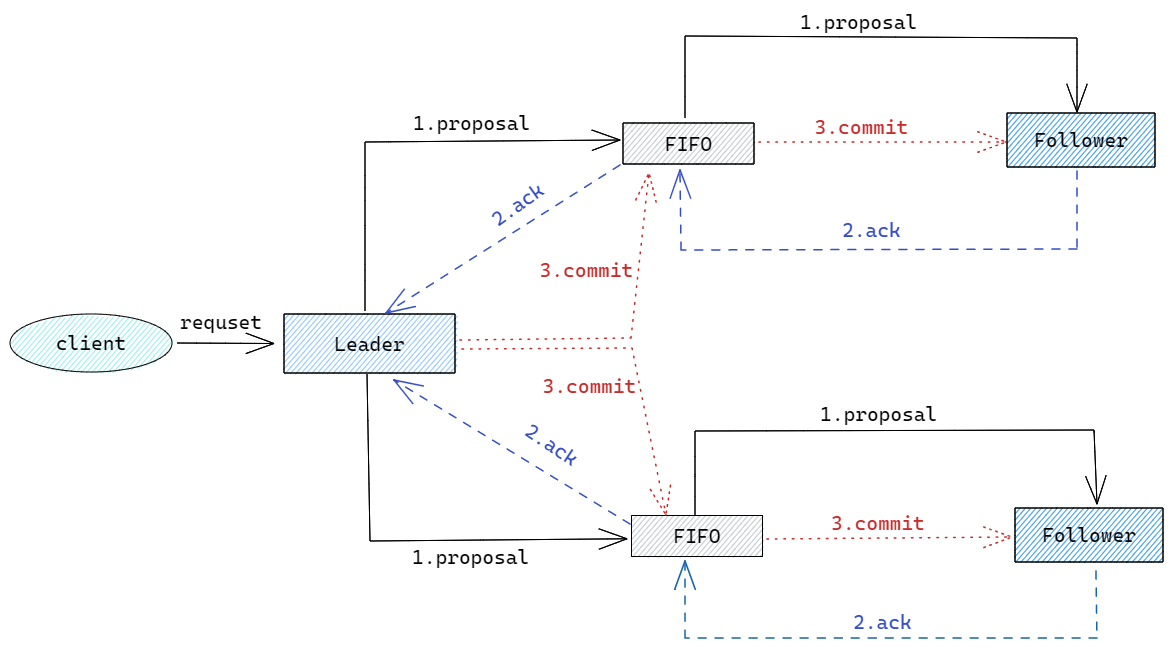 1.proposal
1.proposal
FIFO
3.commit
Follower
2.ack
2.ack
3.commit
requset
client
Leader
3.commit
1.proposal
2.ack
3.commit
FIFO
Follower
1.proposal
2.ack